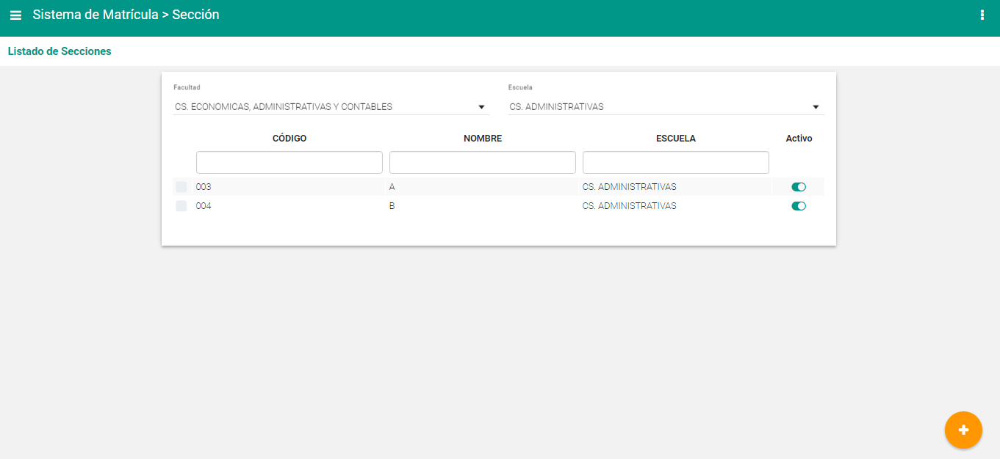 Sistema de Matrícula > Sección
Listado de Secciones
Facultad
Escuela
CS. ECONOMICAS, ADMINISTRATIVAS Y CONTABLES
CS. ADMINISTRATIVAS
CÓDIGO NOMBRE ESCUELA Activo
003 A CS. ADMINISTRATIVAS
004 B CS. ADMINISTRATIVAS